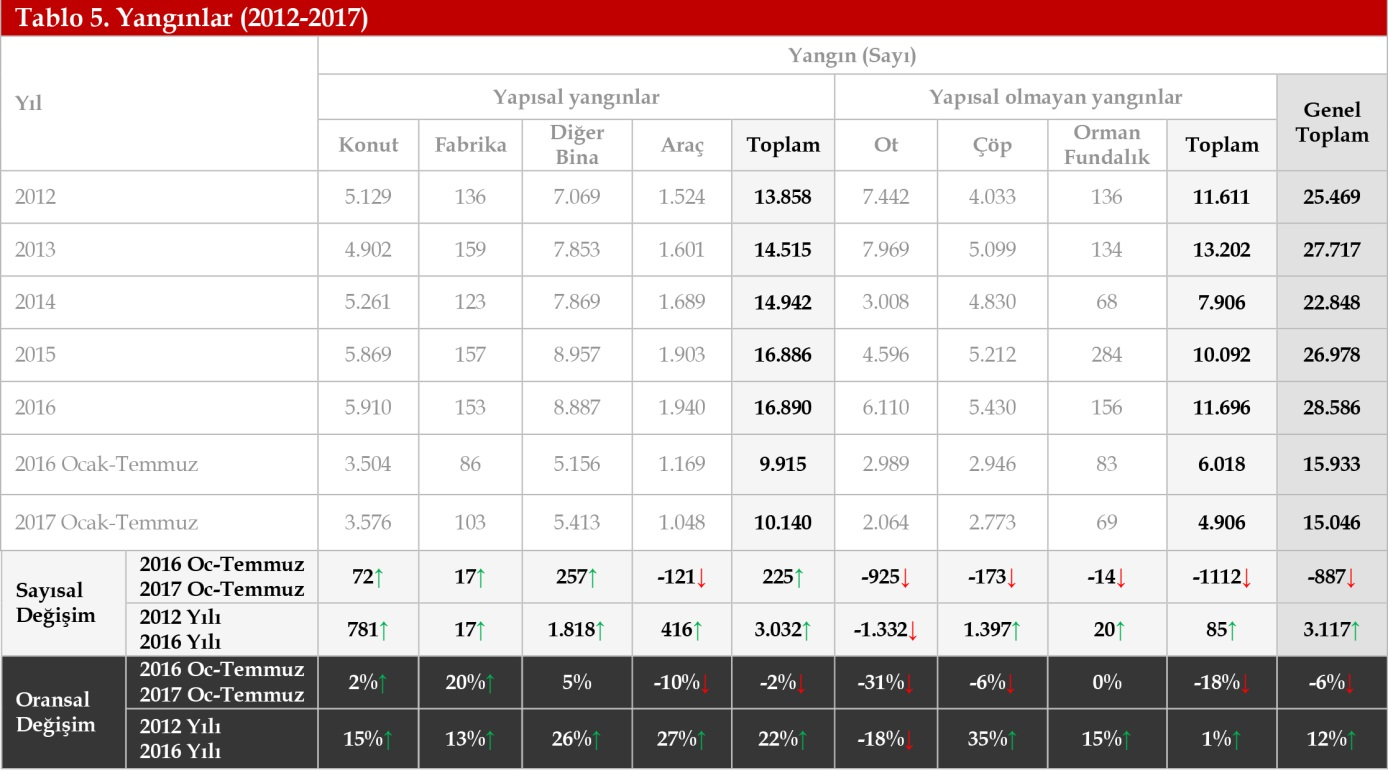 Tablo 5. Yangınlar (2012-2017)
Yıl
Yangın (Sayı)
Yapısal yangınlar
Yapısal olmayan yangınlar
Genel
Toplam
Konut Fabrika Diğer Bina Araç Toplam Ot Çöp Orman Fundalık Toplam
2012 5.129 136 7.069 1.524 13.858 7.442 4.033 136 11.611 25.469
2013 4.902 159 7.853 1.601 14.515 7.969 5.099 134 13.202 27.717
2014 5.261 123 7.869 1.689 14.942 3.008 4.830 68 7.906 22.848
2015 5.869 157 8.957 1.903 16.886 4.596 5.212 284 10.092 26.978
2016 5.910 153 8.887 1.940 16.890 6.110 5.430 156 11.696 28.586
2016 Ocak-Temmuz 3.504 86 5.156 1.169 9.915 2.989 2.946 83 6.018 15.933
2017 Ocak-Temmuz 3.576 103 5.413 1.048 10.140 2.064 2.773 69 4.906 15.046
Sayısal
Değişim
2016 Oc-Temmuz
2017 Oc-Temmuz
72↑ 17↑ 257↑ -121↓ 225↑ -925↓ -173↓ -14↓ -1112↓ -887↓
2012 Yılı
2016 Yılı
781↑ 17↑ 1.818↑ 416↑ 3.032↑ -1.332↓ 1.397↑ 20↑ 85↑ 3.117↑
Oransal
Değişim
2016 Oc-Temmuz
2017 Oc-Temmuz
2%↑ 20%↑ 5% -10%↓ -2%↓ -31%↓ -6%↓ 0% -18%↓ -6%↓
2012 Yılı
2016 Yılı
15%↑ 13%↑ 26%↑ 27%↑ 22%↑ -18%↓ 35%↑ 15%↑ 1%↑ 12%↑